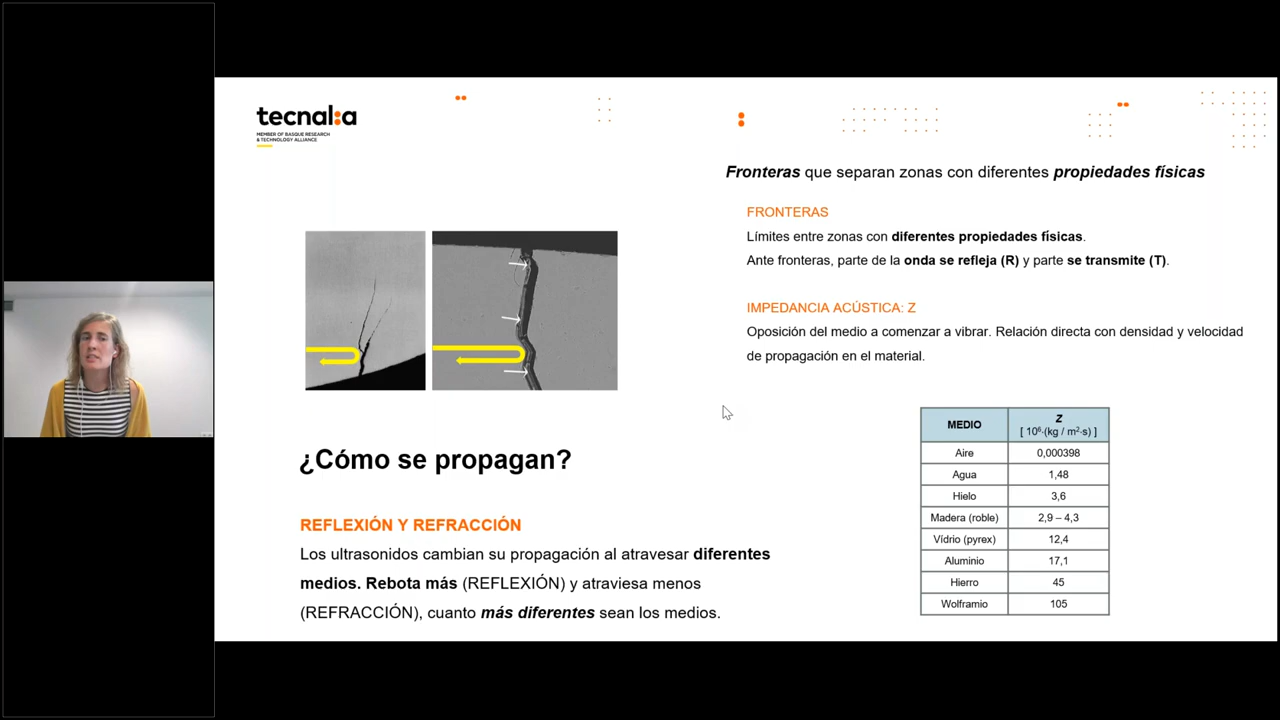 tecnal:a
MEMBER OF BASQUE RESEARCH
& TECHNOLOGY ALLIANCE
Fronteras que separan zonas con diferentes propiedades físicas
FRONTERAS
Límites entre zonas con diferentes propiedades físicas.
Ante fronteras, parte de la onda se refleja (R) y parte se transmite (T).
IMPEDANCIA ACÚSTICA: Z
Oposición del medio a comenzar a vibrar. Relación directa con densidad y velocidad
de propagación en el material.
¿Cómo se propagan?
REFLEXIÓN Y REFRACCIÓN
Los ultrasonidos cambian su propagación al atravesar diferentes
medios. Rebota más (REFLEXIÓN) y atraviesa menos
(REFRACCIÓN), cuanto más diferentes sean los medios.
MEDIO Z
[ 10⁶·(kg / m²·s) ]
Aire 0,000398
Agua 1,48
Hielo 3,6
Madera (roble) 2,9 – 4,3
Vídrio (pyrex) 12,4
Aluminio 17,1
Hierro 45
Wolframio 105